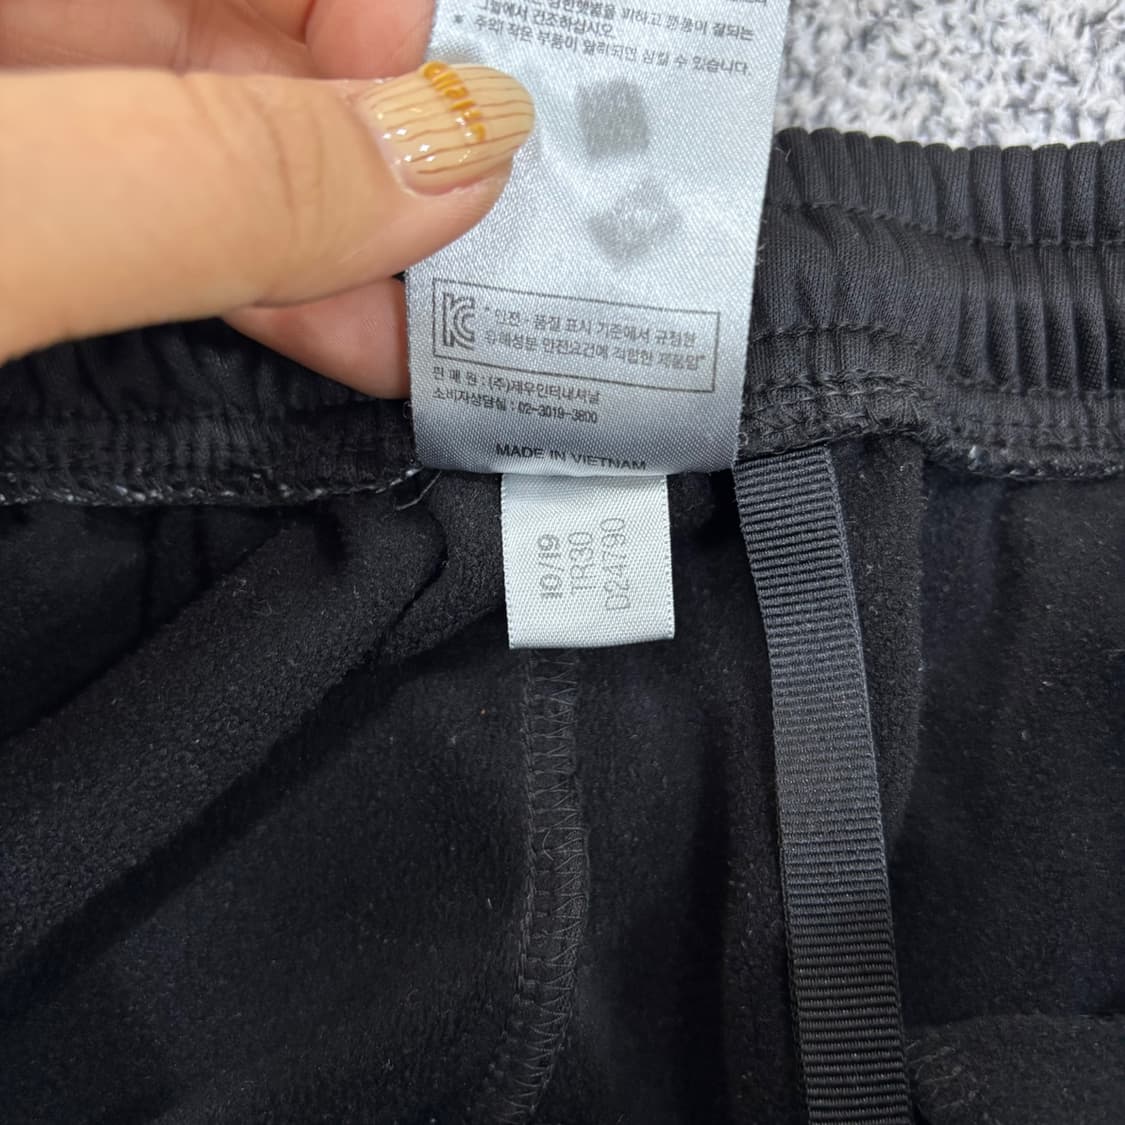 그늘에서 건조하십시오
* 주의! 작은 부품이 떨어지면 삼킬 수 있습니다.
KC
"안전·품질 표시 기준에서 규정한
유해성분 안전요건에 적합한 제품임"
판 매 원 : (주)제우인터내셔날
소비자상담실 : 02-3019-3800
MADE IN VIETNAM
10/19
TR30
D24790